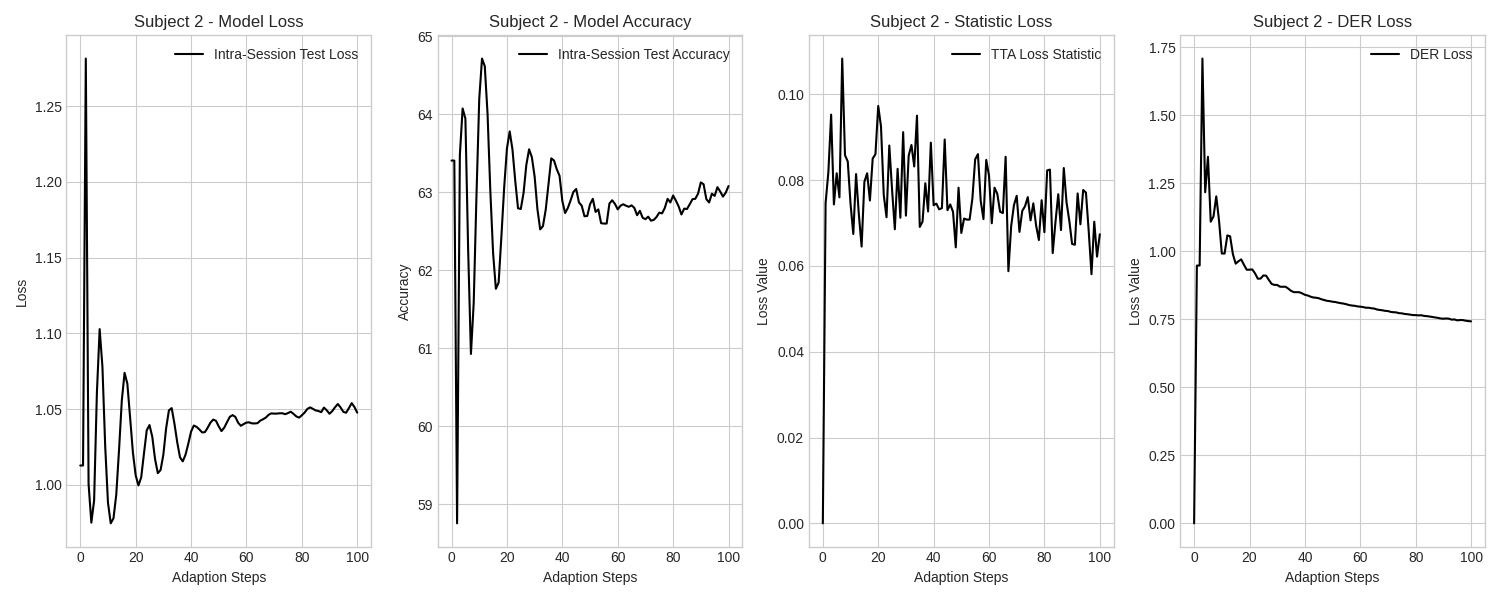 Subject 2 - Model Loss
Intra-Session Test Loss
1.25
1.20
1.15
1.10
1.05
1.00
Loss
0 20 40 60 80 100
Adaption Steps
Subject 2 - Model Accuracy
Intra-Session Test Accuracy
65
64
63
62
61
60
59
Accuracy
0 20 40 60 80 100
Adaption Steps
Subject 2 - Statistic Loss
TTA Loss Statistic
0.10
0.08
0.06
0.04
0.02
0.00
Loss Value
0 20 40 60 80 100
Adaption Steps
Subject 2 - DER Loss
DER Loss
1.75
1.50
1.25
1.00
0.75
0.50
0.25
0.00
Loss Value
0 20 40 60 80 100
Adaption Steps